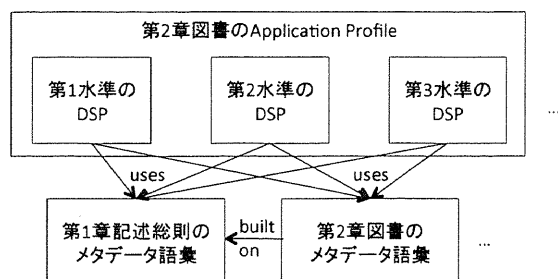 第2章図書のApplication Profile
第1水準の
DSP
第2水準の
DSP
第3水準の
DSP
...
uses
uses
第1章記述総則の
メタデータ語彙
built
on
第2章図書の
メタデータ語彙
...